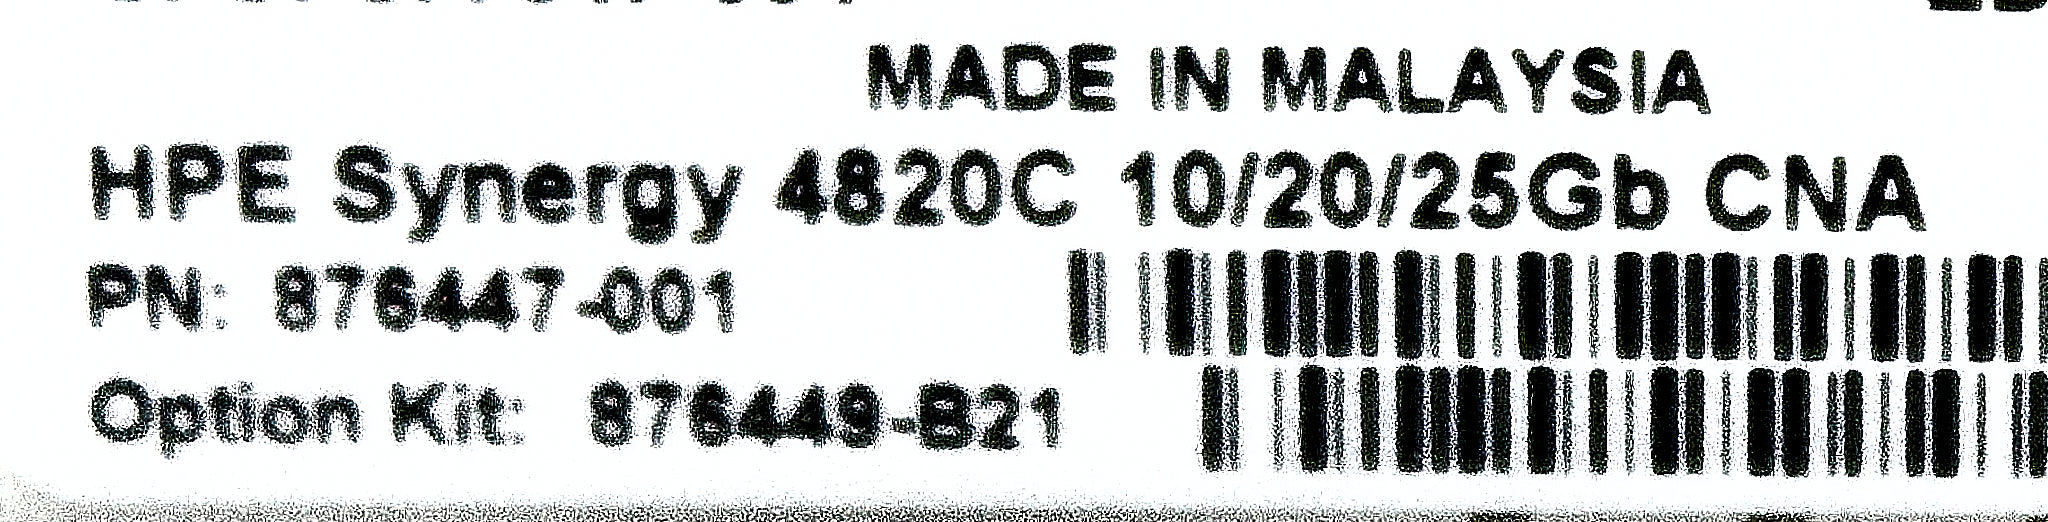 MADE IN MALAYSIA
HPE Synergy 4820C 10/20/25Gb CNA
PN: 876447-001
Option Kit: 876449-B21